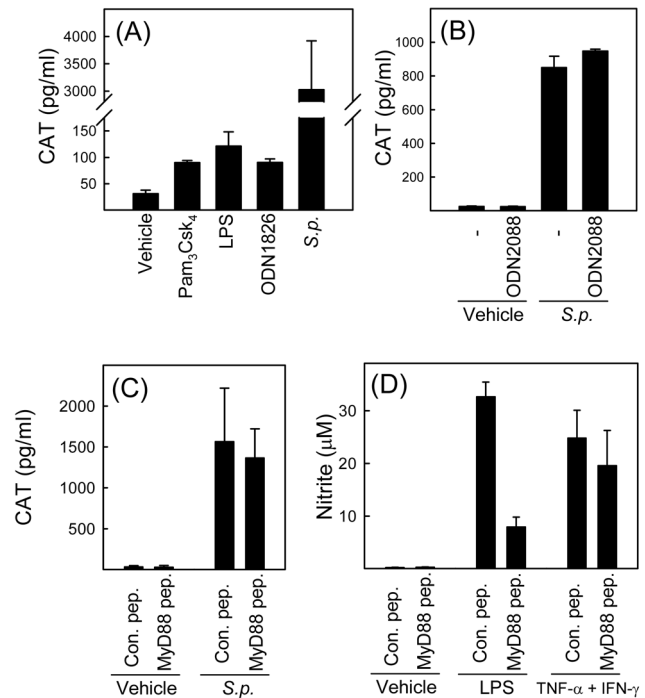 (A)
CAT (pg/ml)
4500
4000
3500
3000
150
100
50
Vehicle
Pam3Csk4
LPS
ODN1826
S.p.
(B)
CAT (pg/ml)
1000
800
600
400
200
-
ODN2088
-
ODN2088
Vehicle
S.p.
(C)
CAT (pg/ml)
2000
1500
1000
500
Con. pep.
MyD88 pep.
Con. pep.
MyD88 pep.
Vehicle
S.p.
(D)
Nitrite (μM)
30
20
10
Con. pep.
MyD88 pep.
Con. pep.
MyD88 pep.
Con. pep.
MyD88 pep.
Vehicle
LPS
TNF-α + IFN-γ